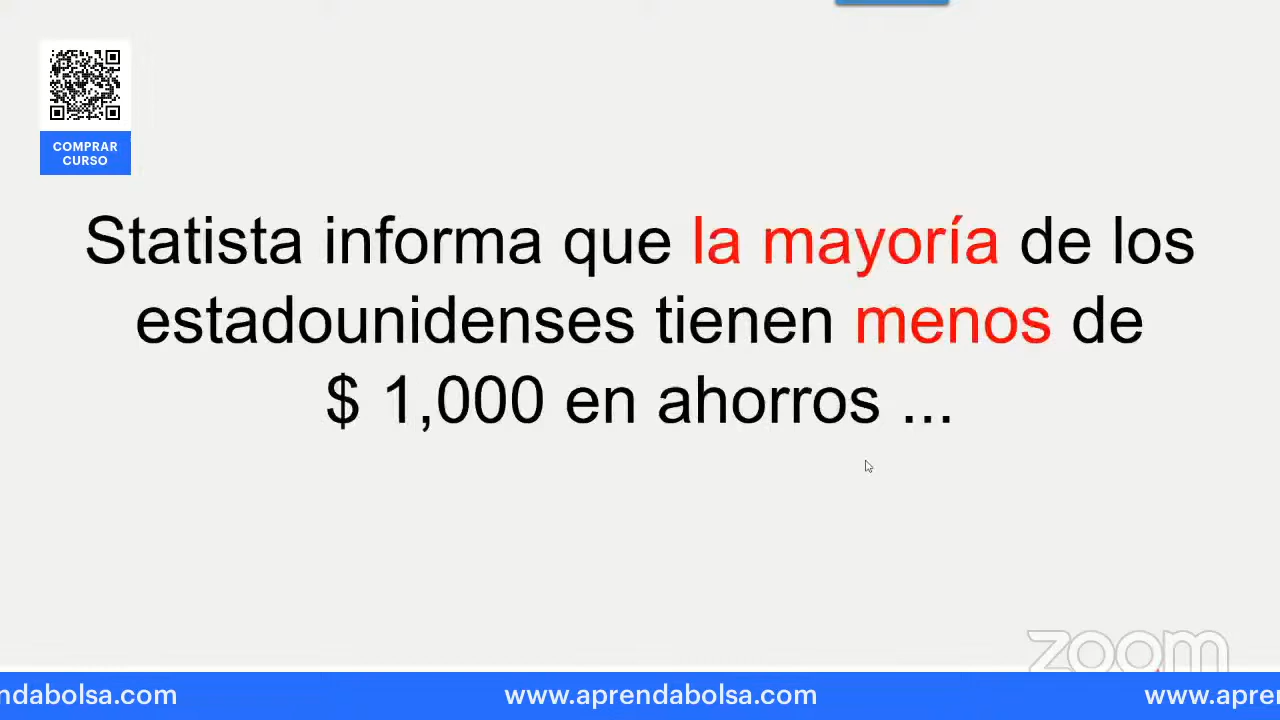 COMPRAR
CURSO
Statista informa que la mayoría de los
estadounidenses tienen menos de
$ 1,000 en ahorros ...
zoom
ndabolsa.com www.aprendabolsa.com www.apren